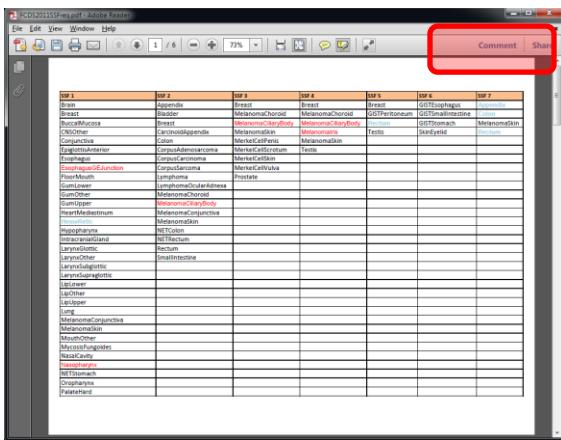 FCDS2011SSFreq.pdf - Adobe Reader
File Edit View Window Help
1 / 6 73% Comment Share
SSF 1 SSF 2 SSF 3 SSF 4 SSF 5 SSF 6 SSF 7
Brain Appendix Breast Breast Breast GISTEsophagus Appendix
Breast Bladder MelanomaChoroid MelanomaChoroid GISTPeritoneum GISTSmallIntestine Colon
BuccalMucosa Breast MelanomaCiliaryBody MelanomaCiliaryBody Rectum GISTStomach MelanomaSkin
CNSOther CarcinoidAppendix MelanomaSkin MelanomaIris Testis SkinEyelid Rectum
Conjunctiva Colon MerkelCellPenis MelanomaSkin
EpiglottisAnterior CorpusAdenosarcoma MerkelCellScrotum Testis
Esophagus CorpusCarcinoma MerkelCellSkin
EsophagusGEJunction CorpusSarcoma MerkelCellVulva
FloorMouth Lymphoma Prostate
GumLower LymphomaOcularAdnexa
GumOther MelanomaChoroid
GumUpper MelanomaCiliaryBody
HeartMediastinum MelanomaConjunctiva
MelanomaSkin
Hypopharynx NETColon
IntracranialGland NETRectum
LarynxGlottic Rectum
LarynxOther SmallIntestine
LarynxSubglottic
LarynxSupraglottic
LipLower
LipOther
LipUpper
Lung
MelanomaConjunctiva
MelanomaSkin
MouthOther
MycosisFungoides
NasalCavity
Nasopharynx
NETStomach
Oropharynx
PalateHard